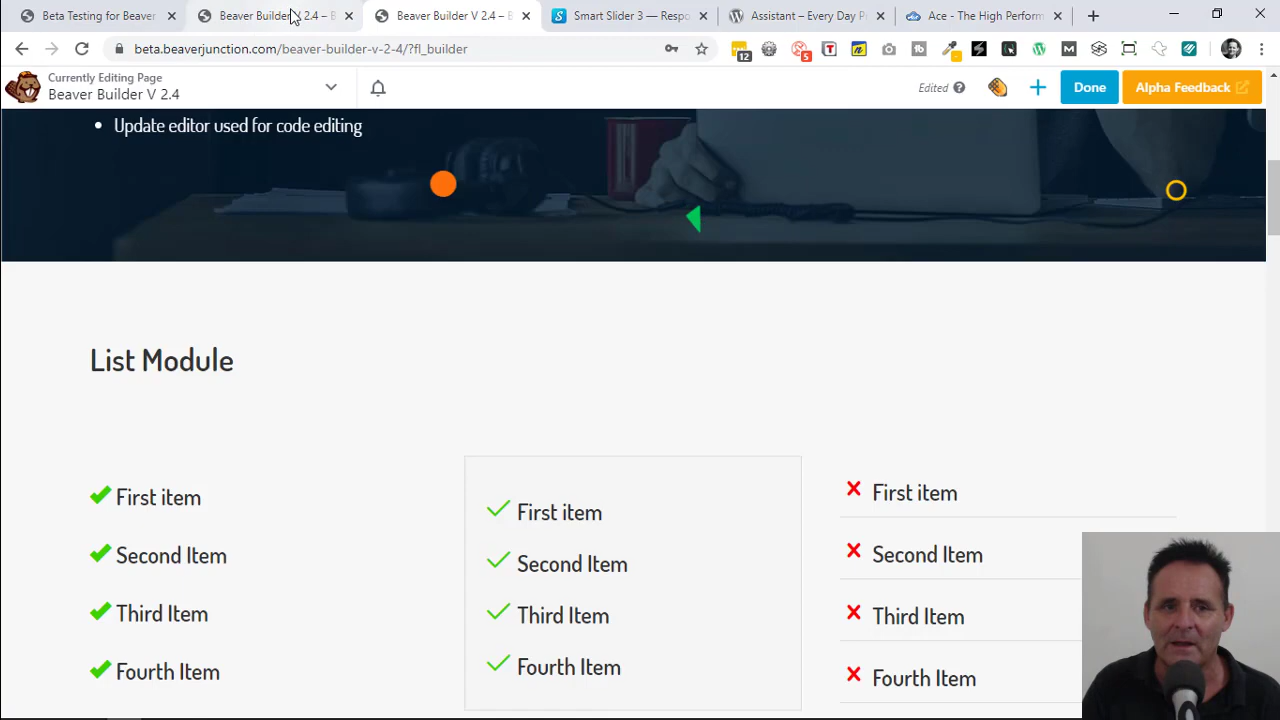 Beta Testing for Beaver
Beaver Builder V 2.4 – B
Beaver Builder V 2.4 – B
Smart Slider 3 — Respo
Assistant – Every Day P
Ace - The High Perform
beta.beaverjunction.com/beaver-builder-v-2-4/?fl_builder
12
5
Currently Editing Page
Beaver Builder V 2.4
Edited
Done
Alpha Feedback
Update editor used for code editing
List Module
First item
Second Item
Third Item
Fourth Item
First item
Second Item
Third Item
Fourth Item
First item
Second Item
Third Item
Fourth Item